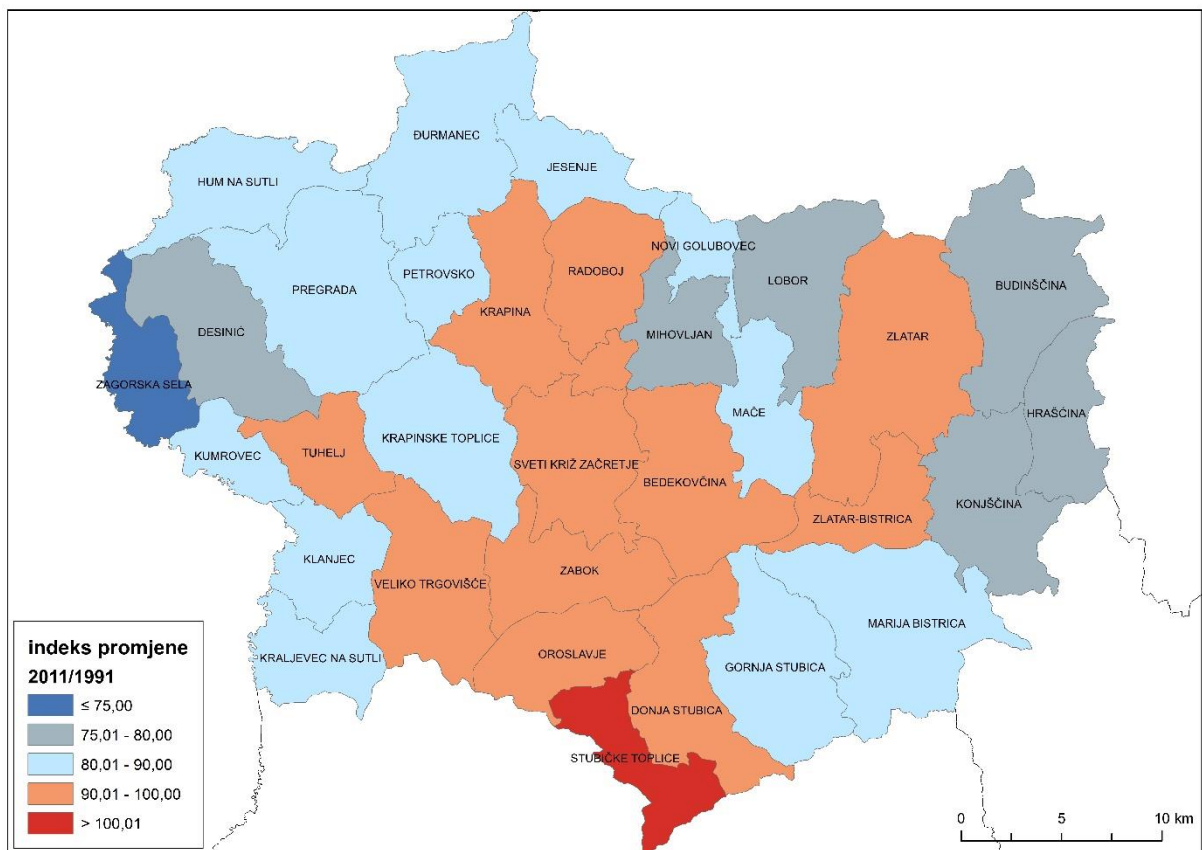 ĐURMANEC
JESENJE
HUM NA SUTLI
NOVI GOLUBOVEC
PETROVSKO
RADOBOJ
LOBOR
BUDINŠČINA
PREGRADA
KRAPINA
DESINIĆ
MIHOVLJAN
ZLATAR
ZAGORSKA SELA
MAČE
HRAŠĆINA
KRAPINSKE TOPLICE
TUHELJ
KUMROVEC
SVETI KRIŽ ZAČRETJE
BEDEKOVČINA
KONJŠČINA
ZLATAR-BISTRICA
KLANJEC
VELIKO TRGOVIŠĆE
ZABOK
MARIJA BISTRICA
KRALJEVEC NA SUTLI
OROSLAVJE
GORNJA STUBICA
DONJA STUBICA
STUBIČKE TOPLICE
indeks promjene
2011/1991
≤ 75,00
75,01 - 80,00
80,01 - 90,00
90,01 - 100,00
> 100,01
0 5 10 km